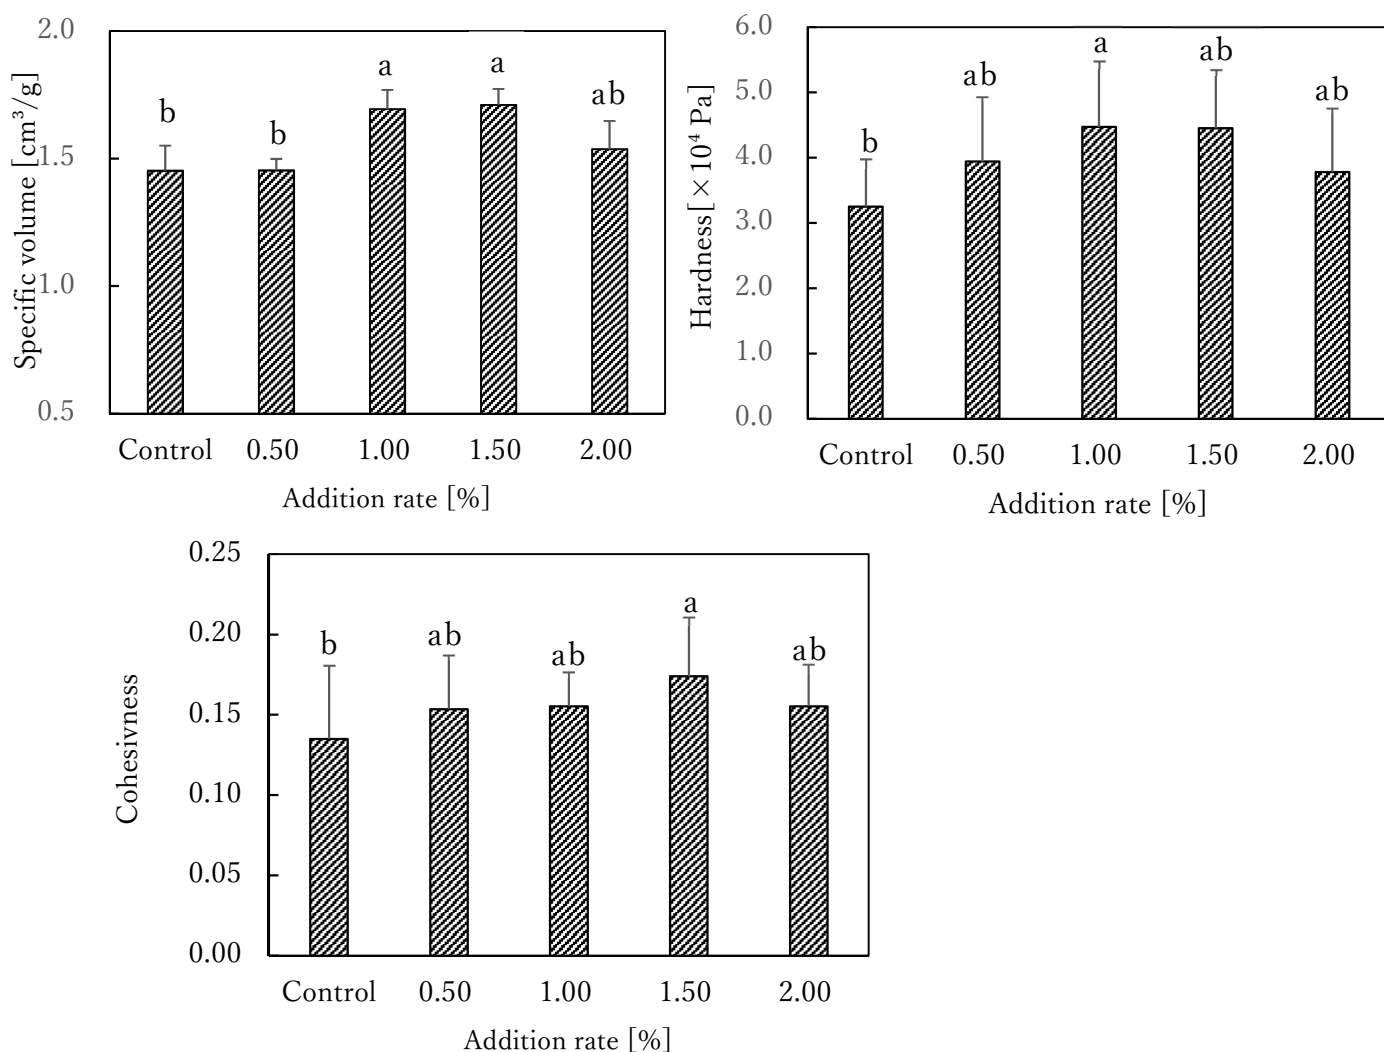 Specific volume [cm³/g]
2.0
1.5
1.0
0.5
b
b
a
a
ab
Control 0.50 1.00 1.50 2.00
Addition rate [%]
Hardness[×10⁴ Pa]
6.0
5.0
4.0
3.0
2.0
1.0
0.0
b
ab
a
ab
ab
Control 0.50 1.00 1.50 2.00
Addition rate [%]
Cohesivness
0.25
0.20
0.15
0.10
0.05
0.00
b
ab
ab
a
ab
Control 0.50 1.00 1.50 2.00
Addition rate [%]